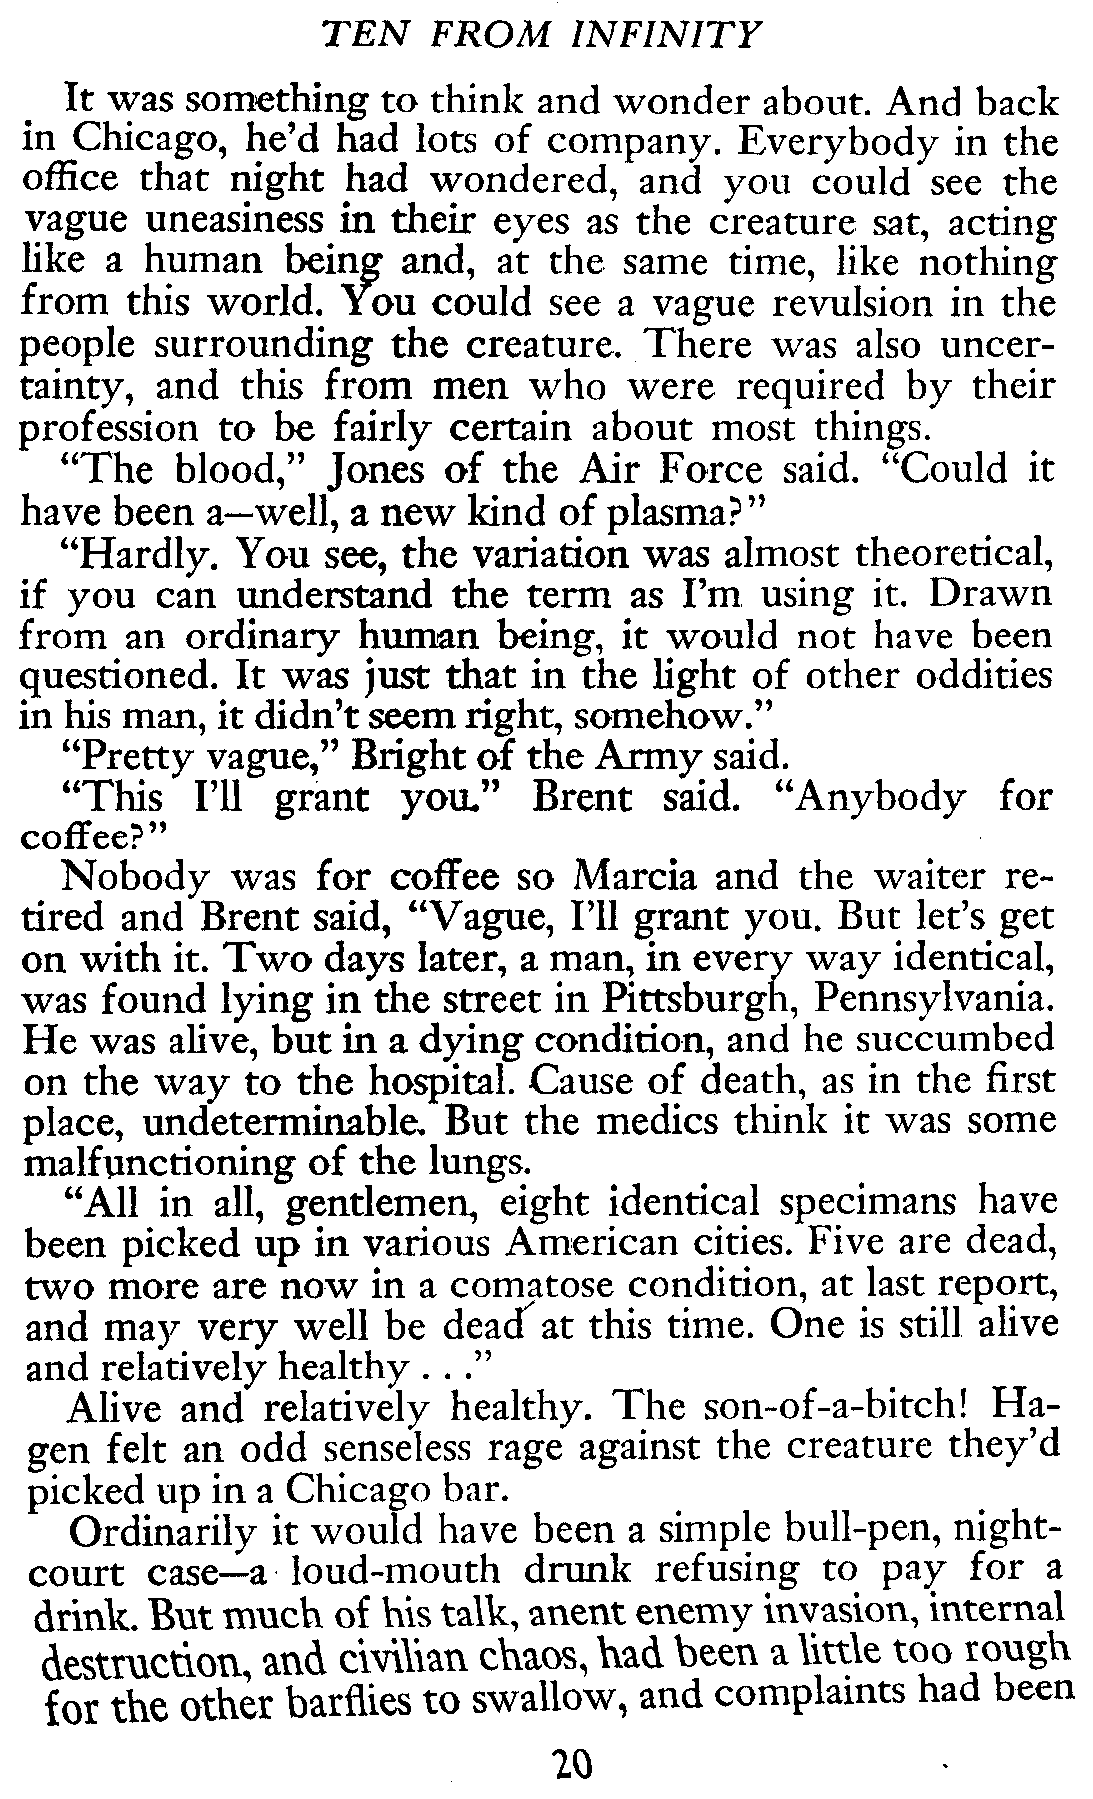 TEN FROM INFINITY
It was something to think and wonder about. And back
in Chicago, he'd had lots of company. Everybody in the
office that night had wondered, and you could see the
vague uneasiness in their eyes as the creature sat, acting
like a human being and, at the same time, like nothing
from this world. You could see a vague revulsion in the
people surrounding the creature. There was also uncer-
tainty, and this from men who were required by their
profession to be fairly certain about most things.
“The blood,” Jones of the Air Force said. “Could it
have been a—well, a new kind of plasma?”
“Hardly. You see, the variation was almost theoretical,
if you can understand the term as I'm using it. Drawn
from an ordinary human being, it would not have been
questioned. It was just that in the light of other oddities
in his man, it didn't seem right, somehow.”
“Pretty vague,” Bright of the Army said.
“This I'll grant you.” Brent said. “Anybody for
coffee?”
Nobody was for coffee so Marcia and the waiter re-
tired and Brent said, “Vague, I'll grant you. But let's get
on with it. Two days later, a man, in every way identical,
was found lying in the street in Pittsburgh, Pennsylvania.
He was alive, but in a dying condition, and he succumbed
on the way to the hospital. Cause of death, as in the first
place, undeterminable. But the medics think it was some
malfunctioning of the lungs.
“All in all, gentlemen, eight identical specimans have
been picked up in various American cities. Five are dead,
two more are now in a comatose condition, at last report,
and may very well be dead at this time. One is still alive
and relatively healthy . . .”
Alive and relatively healthy. The son-of-a-bitch! Ha-
gen felt an odd senseless rage against the creature they'd
picked up in a Chicago bar.
Ordinarily it would have been a simple bull-pen, night-
court case—a loud-mouth drunk refusing to pay for a
drink. But much of his talk, anent enemy invasion, internal
destruction, and civilian chaos, had been a little too rough
for the other barflies to swallow, and complaints had been
20